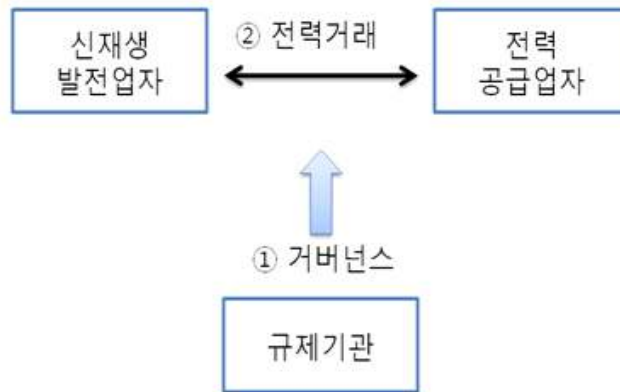 신재생
발전업자
② 전력거래
전력
공급업자
① 거버넌스
규제기관